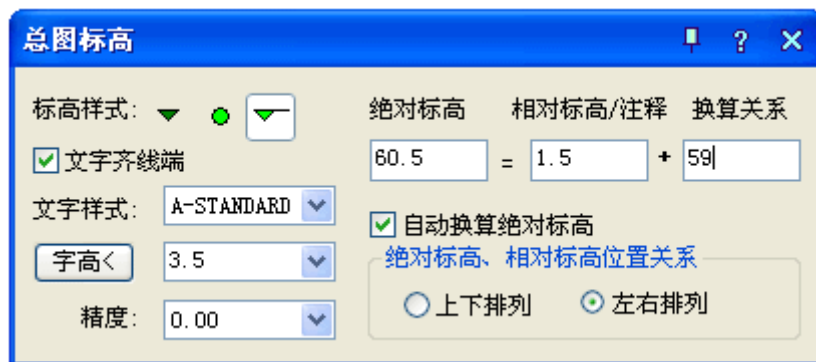 总图标高 ?
标高样式: 绝对标高 相对标高/注释 换算关系
文字齐线端 60.5 = 1.5 + 59
文字样式: A-STANDARD 自动换算绝对标高
字高< 3.5 绝对标高、相对标高位置关系
精度: 0.00 上下排列 左右排列